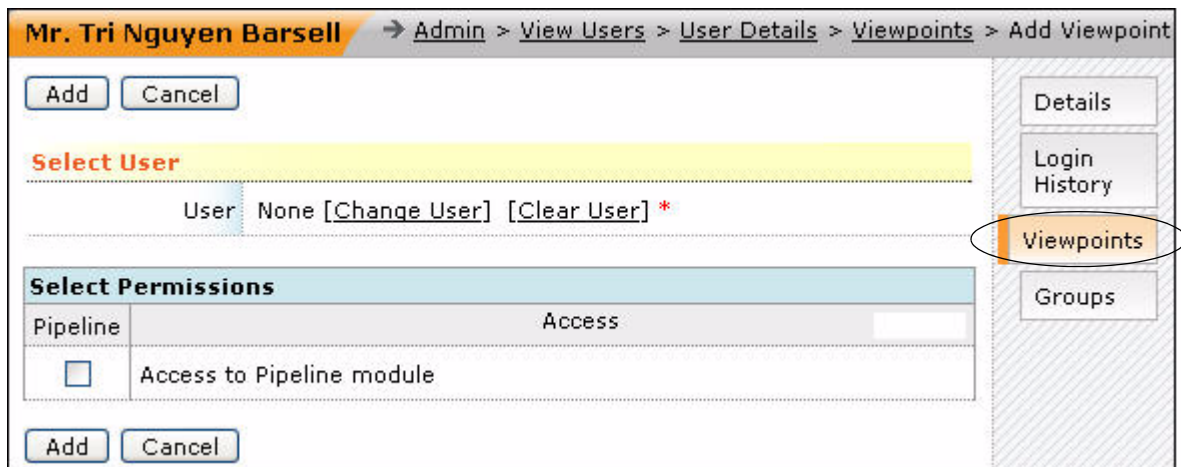 Mr. Tri Nguyen Barsell → Admin > View Users > User Details > Viewpoints > Add Viewpoint
Add Cancel
Select User
User None [Change User] [Clear User] *
Select Permissions
Pipeline Access
Access to Pipeline module
Add Cancel
Details
Login
History
Viewpoints
Groups